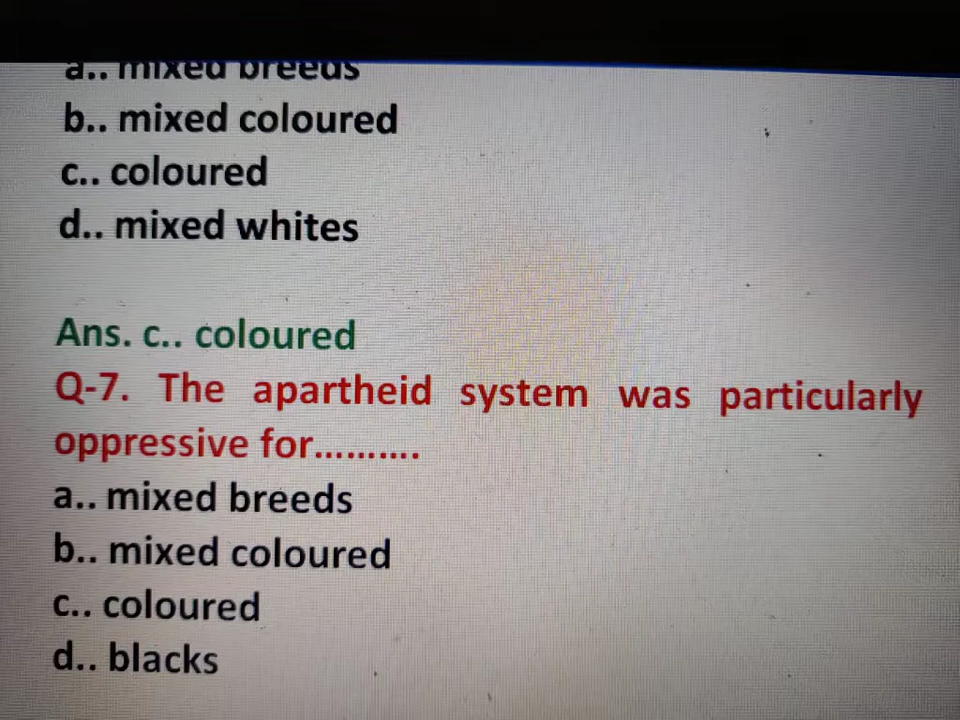 a.. mixed breeds
b.. mixed coloured
c.. coloured
d.. mixed whites
Ans. c.. coloured
Q-7. The apartheid system was particularly
oppressive for..........
a.. mixed breeds
b.. mixed coloured
c.. coloured
d.. blacks